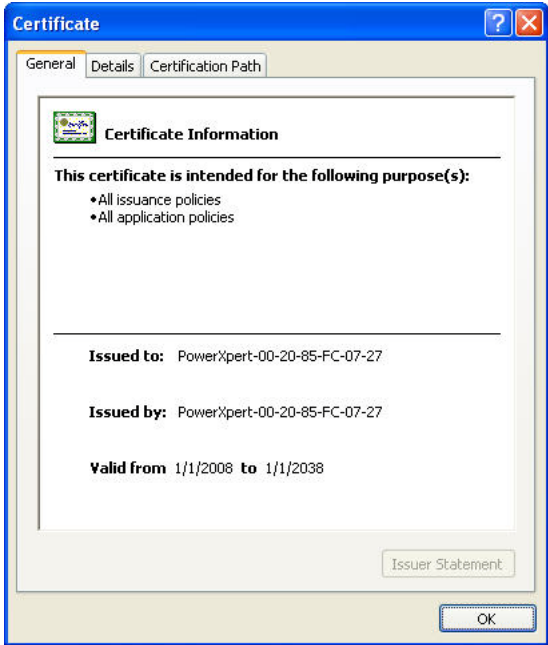 Certificate
General Details Certification Path
Certificate Information
This certificate is intended for the following purpose(s):
•All issuance policies
•All application policies
Issued to: PowerXpert-00-20-85-FC-07-27
Issued by: PowerXpert-00-20-85-FC-07-27
Valid from 1/1/2008 to 1/1/2038
Issuer Statement
OK